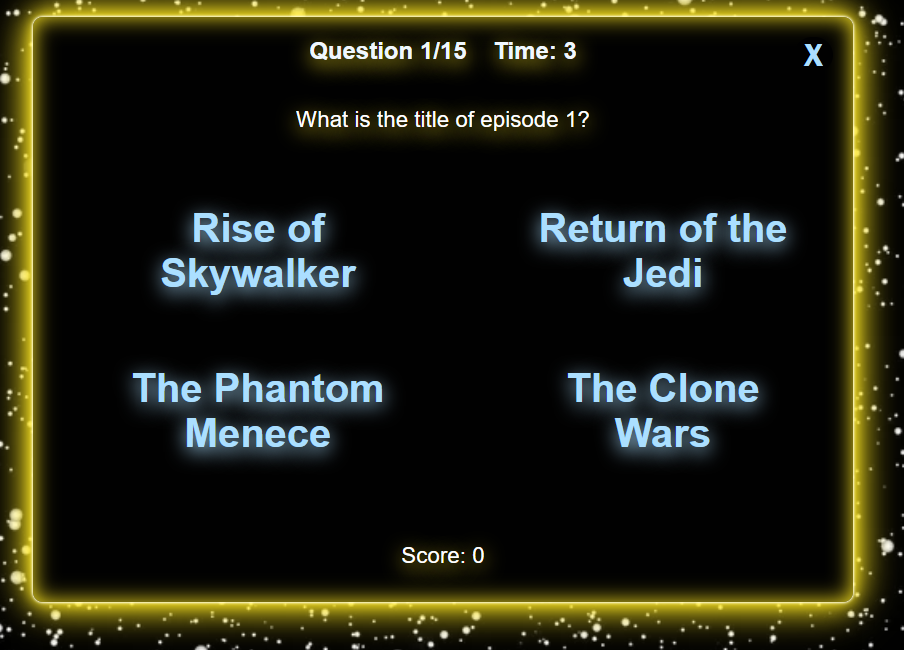 Question 1/15 Time: 3
X
What is the title of episode 1?
Rise of
Skywalker
Return of the
Jedi
The Phantom
Menece
The Clone
Wars
Score: 0